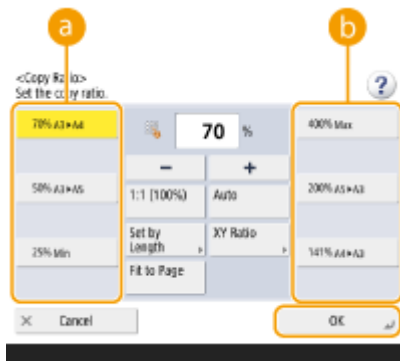 a
b
<Copy Ratio>
Set the copy ratio.
?
70% A3▶A4
70 %
400% Max
− +
50% A3▶A5
1:1 (100%)
Auto
200% A5▶A3
25% Min
Set by Length
XY Ratio
141% A4▶A3
Fit to Page
× Cancel
OK